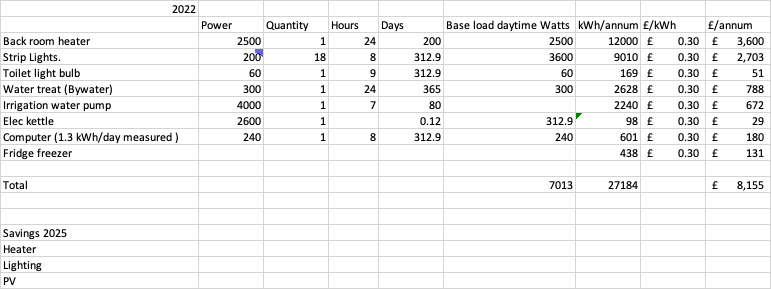 2022
Power Quantity Hours Days Base load daytime Watts kWh/annum £/kWh £/annum
Back room heater 2500 1 24 200 2500 12000 £ 0.30 £ 3,600
Strip Lights. 200 18 8 312.9 3600 9010 £ 0.30 £ 2,703
Toilet light bulb 60 1 9 312.9 60 169 £ 0.30 £ 51
Water treat (Bywater) 300 1 24 365 300 2628 £ 0.30 £ 788
Irrigation water pump 4000 1 7 80 2240 £ 0.30 £ 672
Elec kettle 2600 1 0.12 312.9 98 £ 0.30 £ 29
Computer (1.3 kWh/day measured ) 240 1 8 312.9 240 601 £ 0.30 £ 180
Fridge freezer 438 £ 0.30 £ 131
Total 7013 27184 £ 8,155
Savings 2025
Heater
Lighting
PV